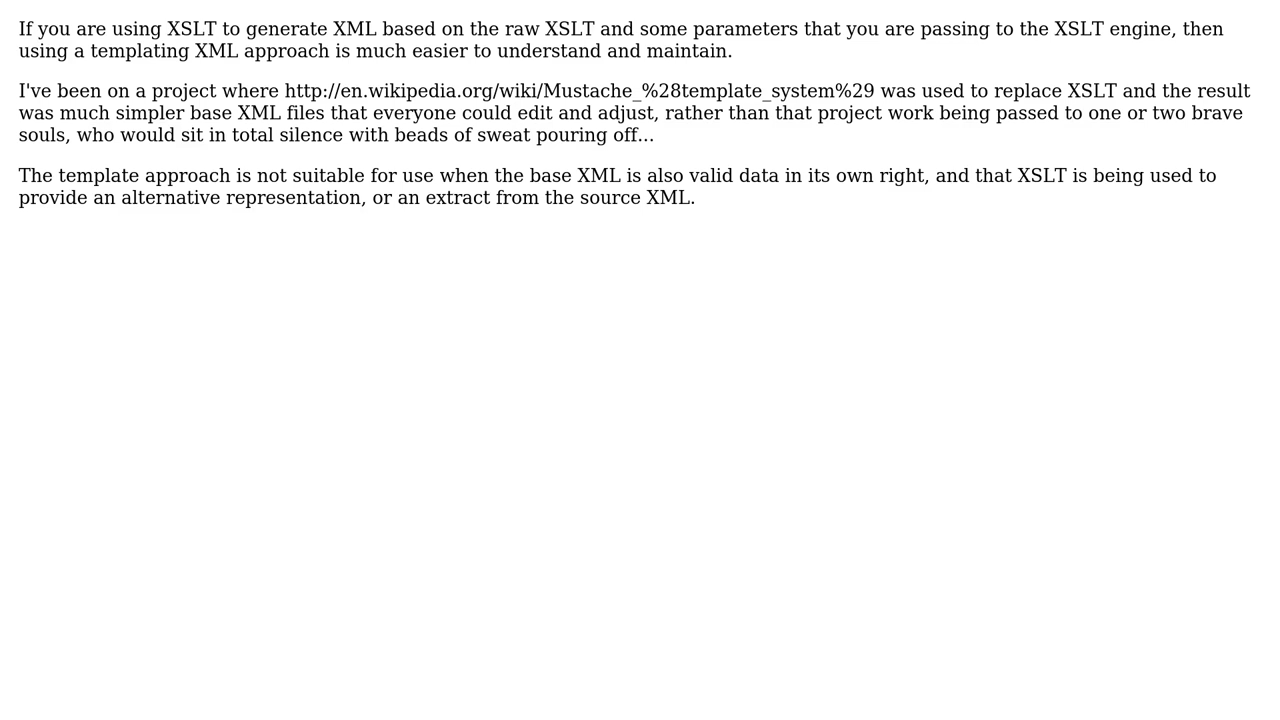 If you are using XSLT to generate XML based on the raw XSLT and some parameters that you are passing to the XSLT engine, then
using a templating XML approach is much easier to understand and maintain.
I've been on a project where http://en.wikipedia.org/wiki/Mustache_%28template_system%29 was used to replace XSLT and the result
was much simpler base XML files that everyone could edit and adjust, rather than that project work being passed to one or two brave
souls, who would sit in total silence with beads of sweat pouring off...
The template approach is not suitable for use when the base XML is also valid data in its own right, and that XSLT is being used to
provide an alternative representation, or an extract from the source XML.